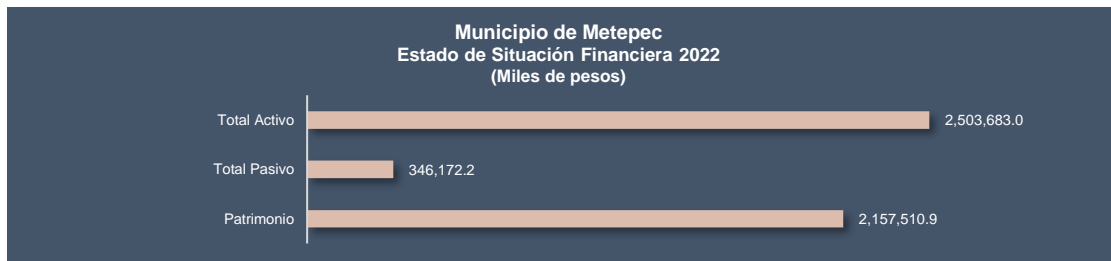 Municipio de Metepec
Estado de Situación Financiera 2022
(Miles de pesos)
Total Activo 2,503,683.0
Total Pasivo 346,172.2
Patrimonio 2,157,510.9